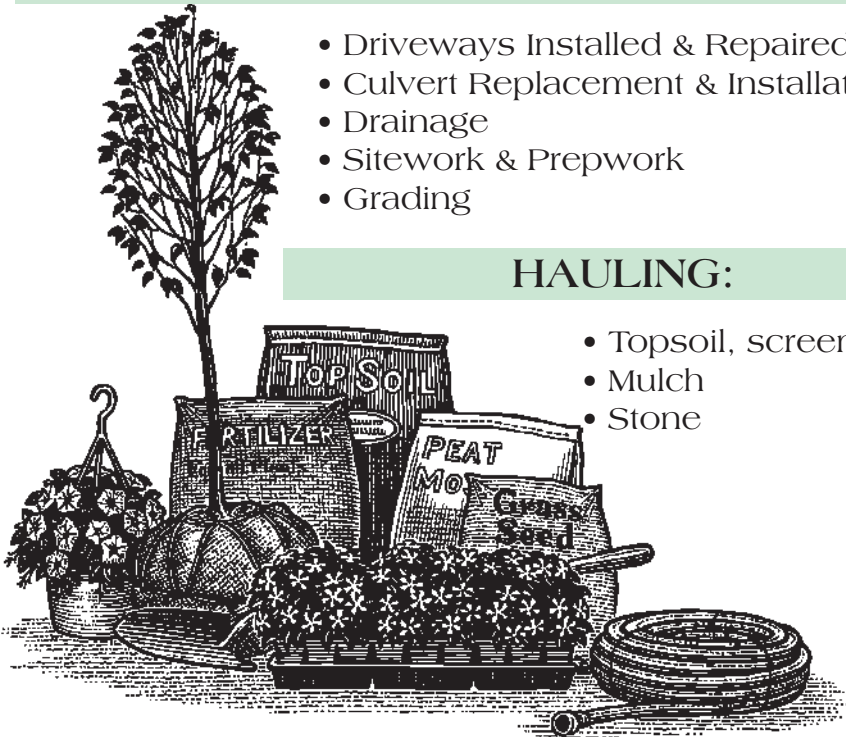 • Driveways Installed & Repaired
• Culvert Replacement & Installat
• Drainage
• Sitework & Prepwork
• Grading
HAULING:
• Topsoil, screen
• Mulch
• Stone
TOP SOIL
FERTILIZER
PEAT
MO
Grass
Seed